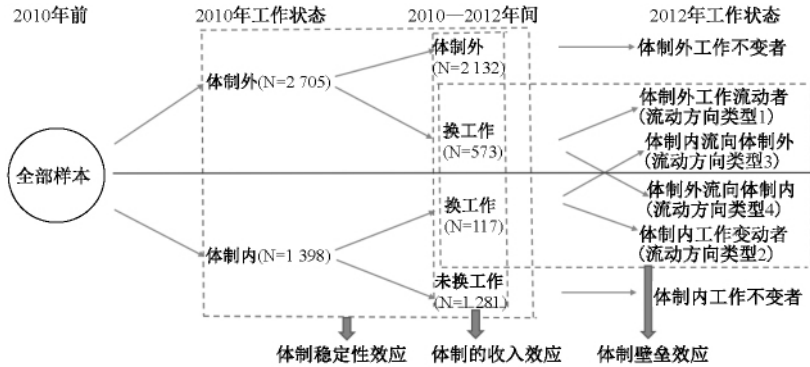 2010年前
2010年工作状态
2010—2012年间
2012年工作状态
体制外
(N=2 132)
体制外工作不变者
体制外(N=2 705)
体制外工作流动者
(流动方向类型1)
换工作
(N=573)
体制内流向体制外
(流动方向类型3)
全部样本
体制外流向体制内
(流动方向类型4)
换工作
(N=117)
体制内工作变动者
(流动方向类型2)
体制内(N=1 398)
未换工作
(N=1 281)
体制内工作不变者
体制稳定性效应
体制的收入效应
体制壁垒效应